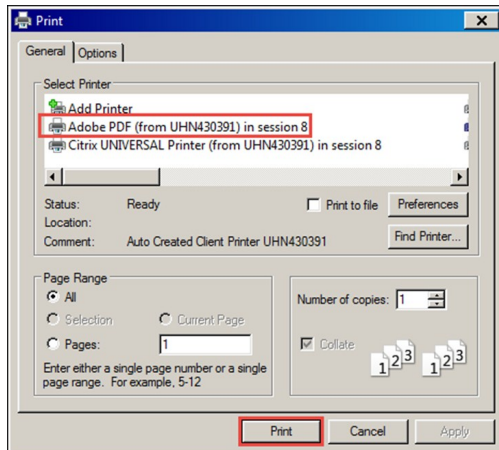 Print
General Options
Select Printer
Add Printer
Adobe PDF (from UHN430391) in session 8
Citrix UNIVERSAL Printer (from UHN430391) in session 8
Status: Ready Print to file Preferences
Location:
Comment: Auto Created Client Printer UHN430391 Find Printer...
Page Range
All
Number of copies: 1
Selection Current Page
Pages: 1
Collate
Enter either a single page number or a single
page range. For example, 5-12
1 2 3 1 2 3
Print Cancel Apply